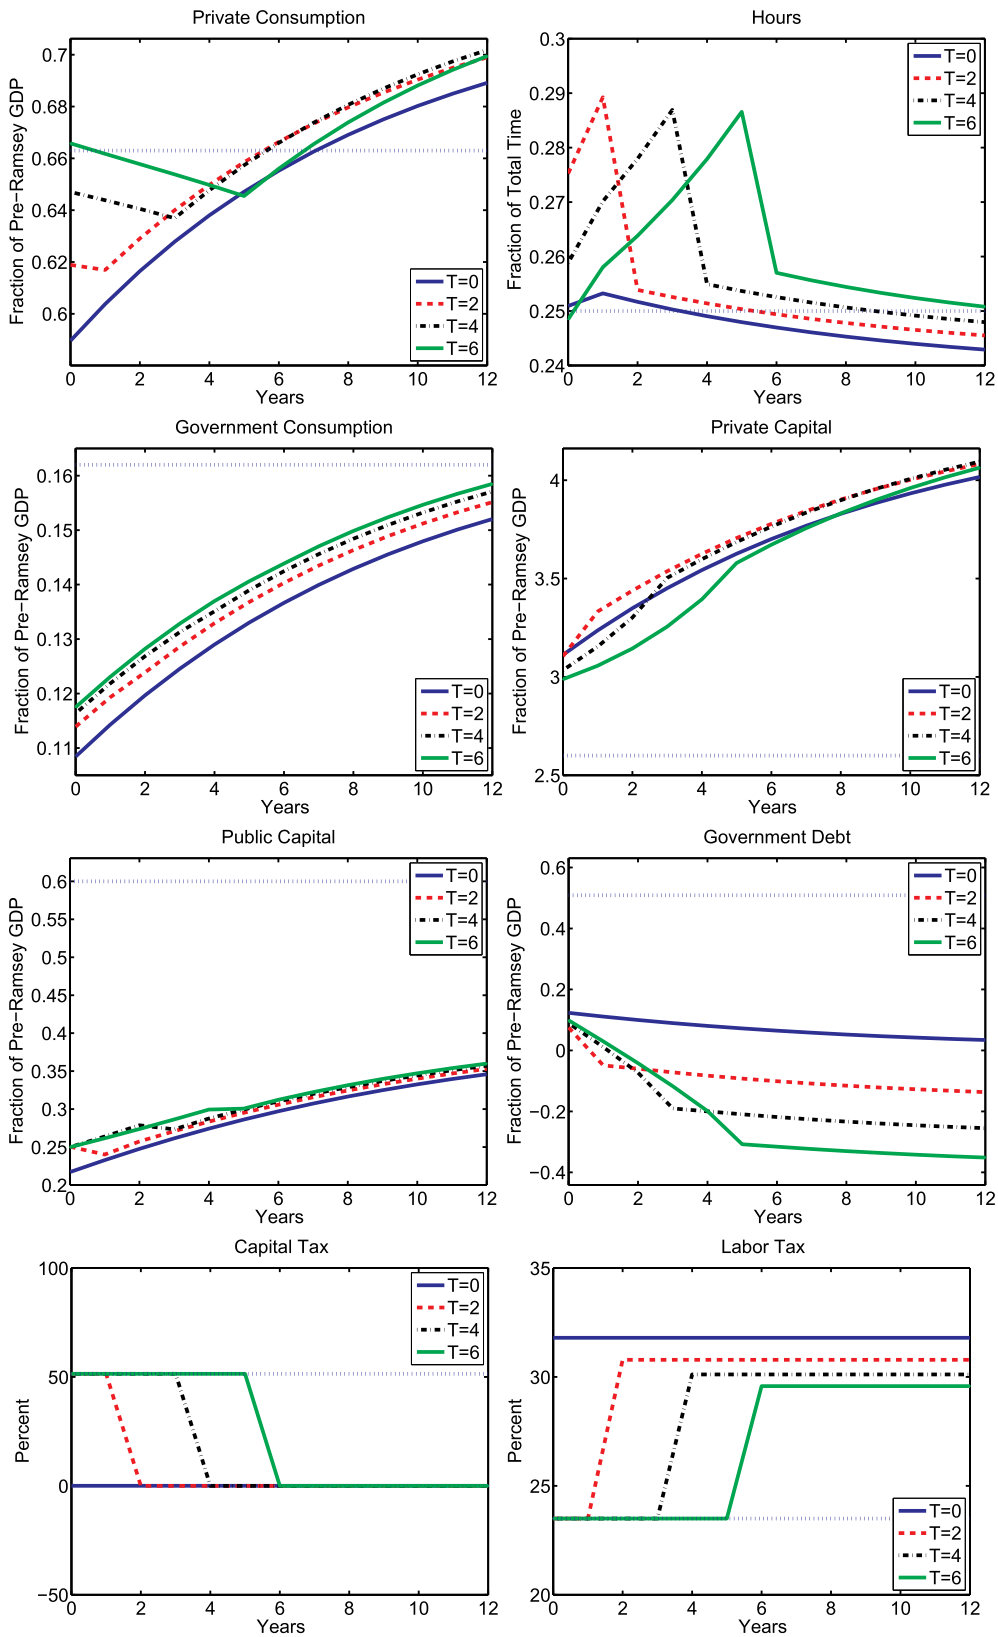 Private Consumption
Fraction of Pre−Ramsey GDP
0.7
0.68
0.66
0.64
0.62
0.6
T=0
T=2
T=4
T=6
0 2 4 6 8 10 12
Years
Hours
Fraction of Total Time
0.3
0.29
0.28
0.27
0.26
0.25
0.24
T=0
T=2
T=4
T=6
0 2 4 6 8 10 12
Years
Government Consumption
Fraction of Pre−Ramsey GDP
0.16
0.15
0.14
0.13
0.12
0.11
T=0
T=2
T=4
T=6
0 2 4 6 8 10 12
Years
Private Capital
Fraction of Pre−Ramsey GDP
4
3.5
3
2.5
T=0
T=2
T=4
T=6
0 2 4 6 8 10 12
Years
Public Capital
Fraction of Pre−Ramsey GDP
0.6
0.55
0.5
0.45
0.4
0.35
0.3
0.25
0.2
T=0
T=2
T=4
T=6
0 2 4 6 8 10 12
Years
Government Debt
Fraction of Pre−Ramsey GDP
0.6
0.4
0.2
0
−0.2
−0.4
T=0
T=2
T=4
T=6
0 2 4 6 8 10 12
Years
Capital Tax
Percent
100
50
0
−50
T=0
T=2
T=4
T=6
0 2 4 6 8 10 12
Years
Labor Tax
Percent
35
30
25
20
T=0
T=2
T=4
T=6
0 2 4 6 8 10 12
Years